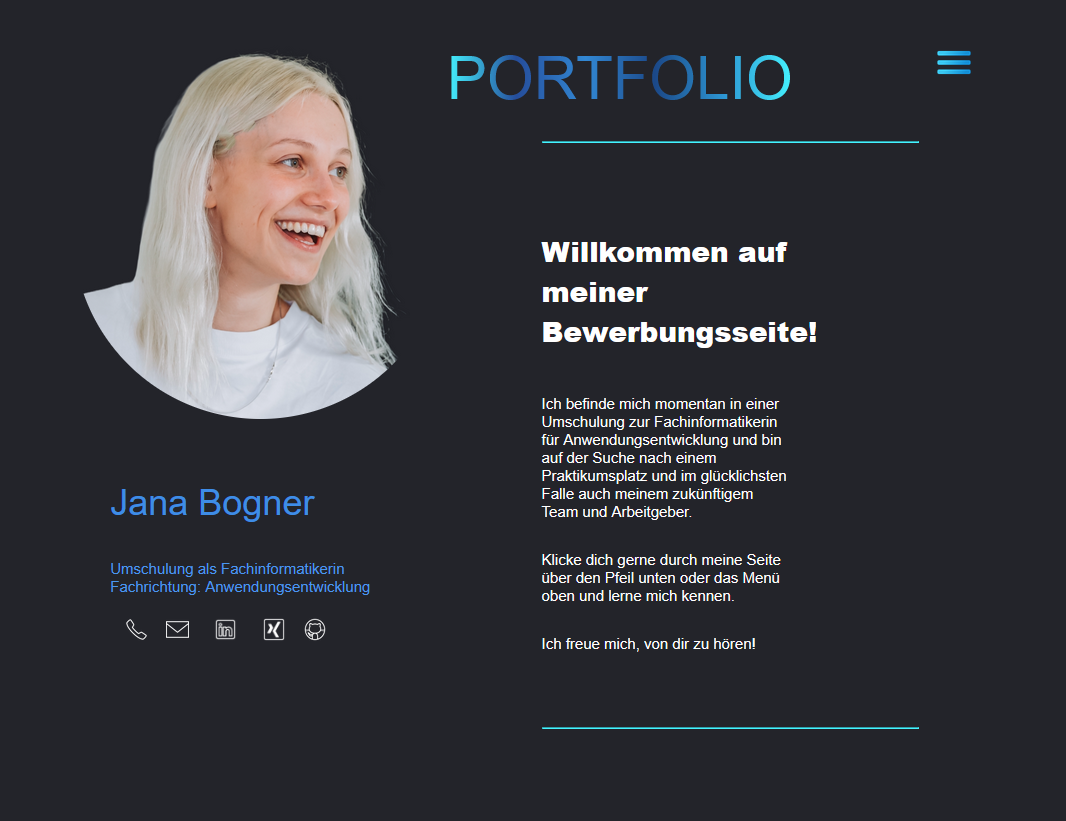 PORTFOLIO
Willkommen auf
meiner
Bewerbungsseite!
Ich befinde mich momentan in einer
Umschulung zur Fachinformatikerin
für Anwendungsentwicklung und bin
auf der Suche nach einem
Praktikumsplatz und im glücklichsten
Falle auch meinem zukünftigem
Team und Arbeitgeber.
Klicke dich gerne durch meine Seite
über den Pfeil unten oder das Menü
oben und lerne mich kennen.
Ich freue mich, von dir zu hören!
Jana Bogner
Umschulung als Fachinformatikerin
Fachrichtung: Anwendungsentwicklung
in